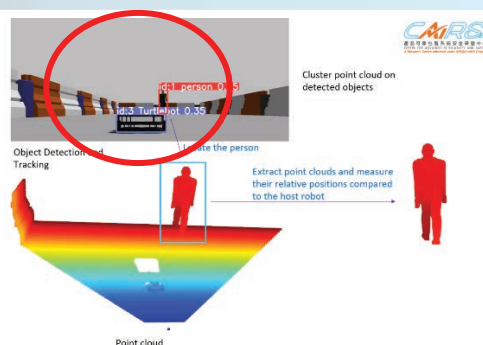 CAiRS
Cluster point cloud on
detected objects
id:1 person 0.
id:3 Turtlebot 0.35
Locate the person
Object Detection and
Tracking
Extract point clouds and measure
their relative positions compared
to the host robot
Point cloud